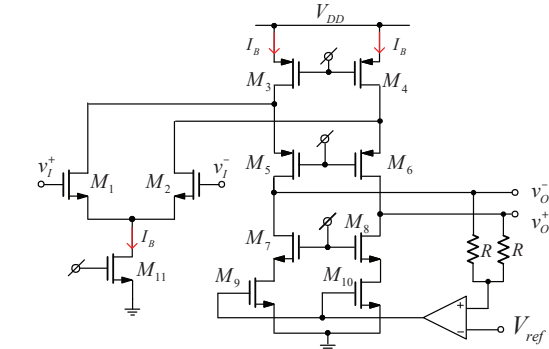 V_DD
I_B I_B
M_3 M_4
v_I^+ M_1 M_2 v_I^- M_5 M_6
v_O^-
v_O^+
I_B M_7 M_8 R R
M_11 M_9 M_10
+
− V_ref